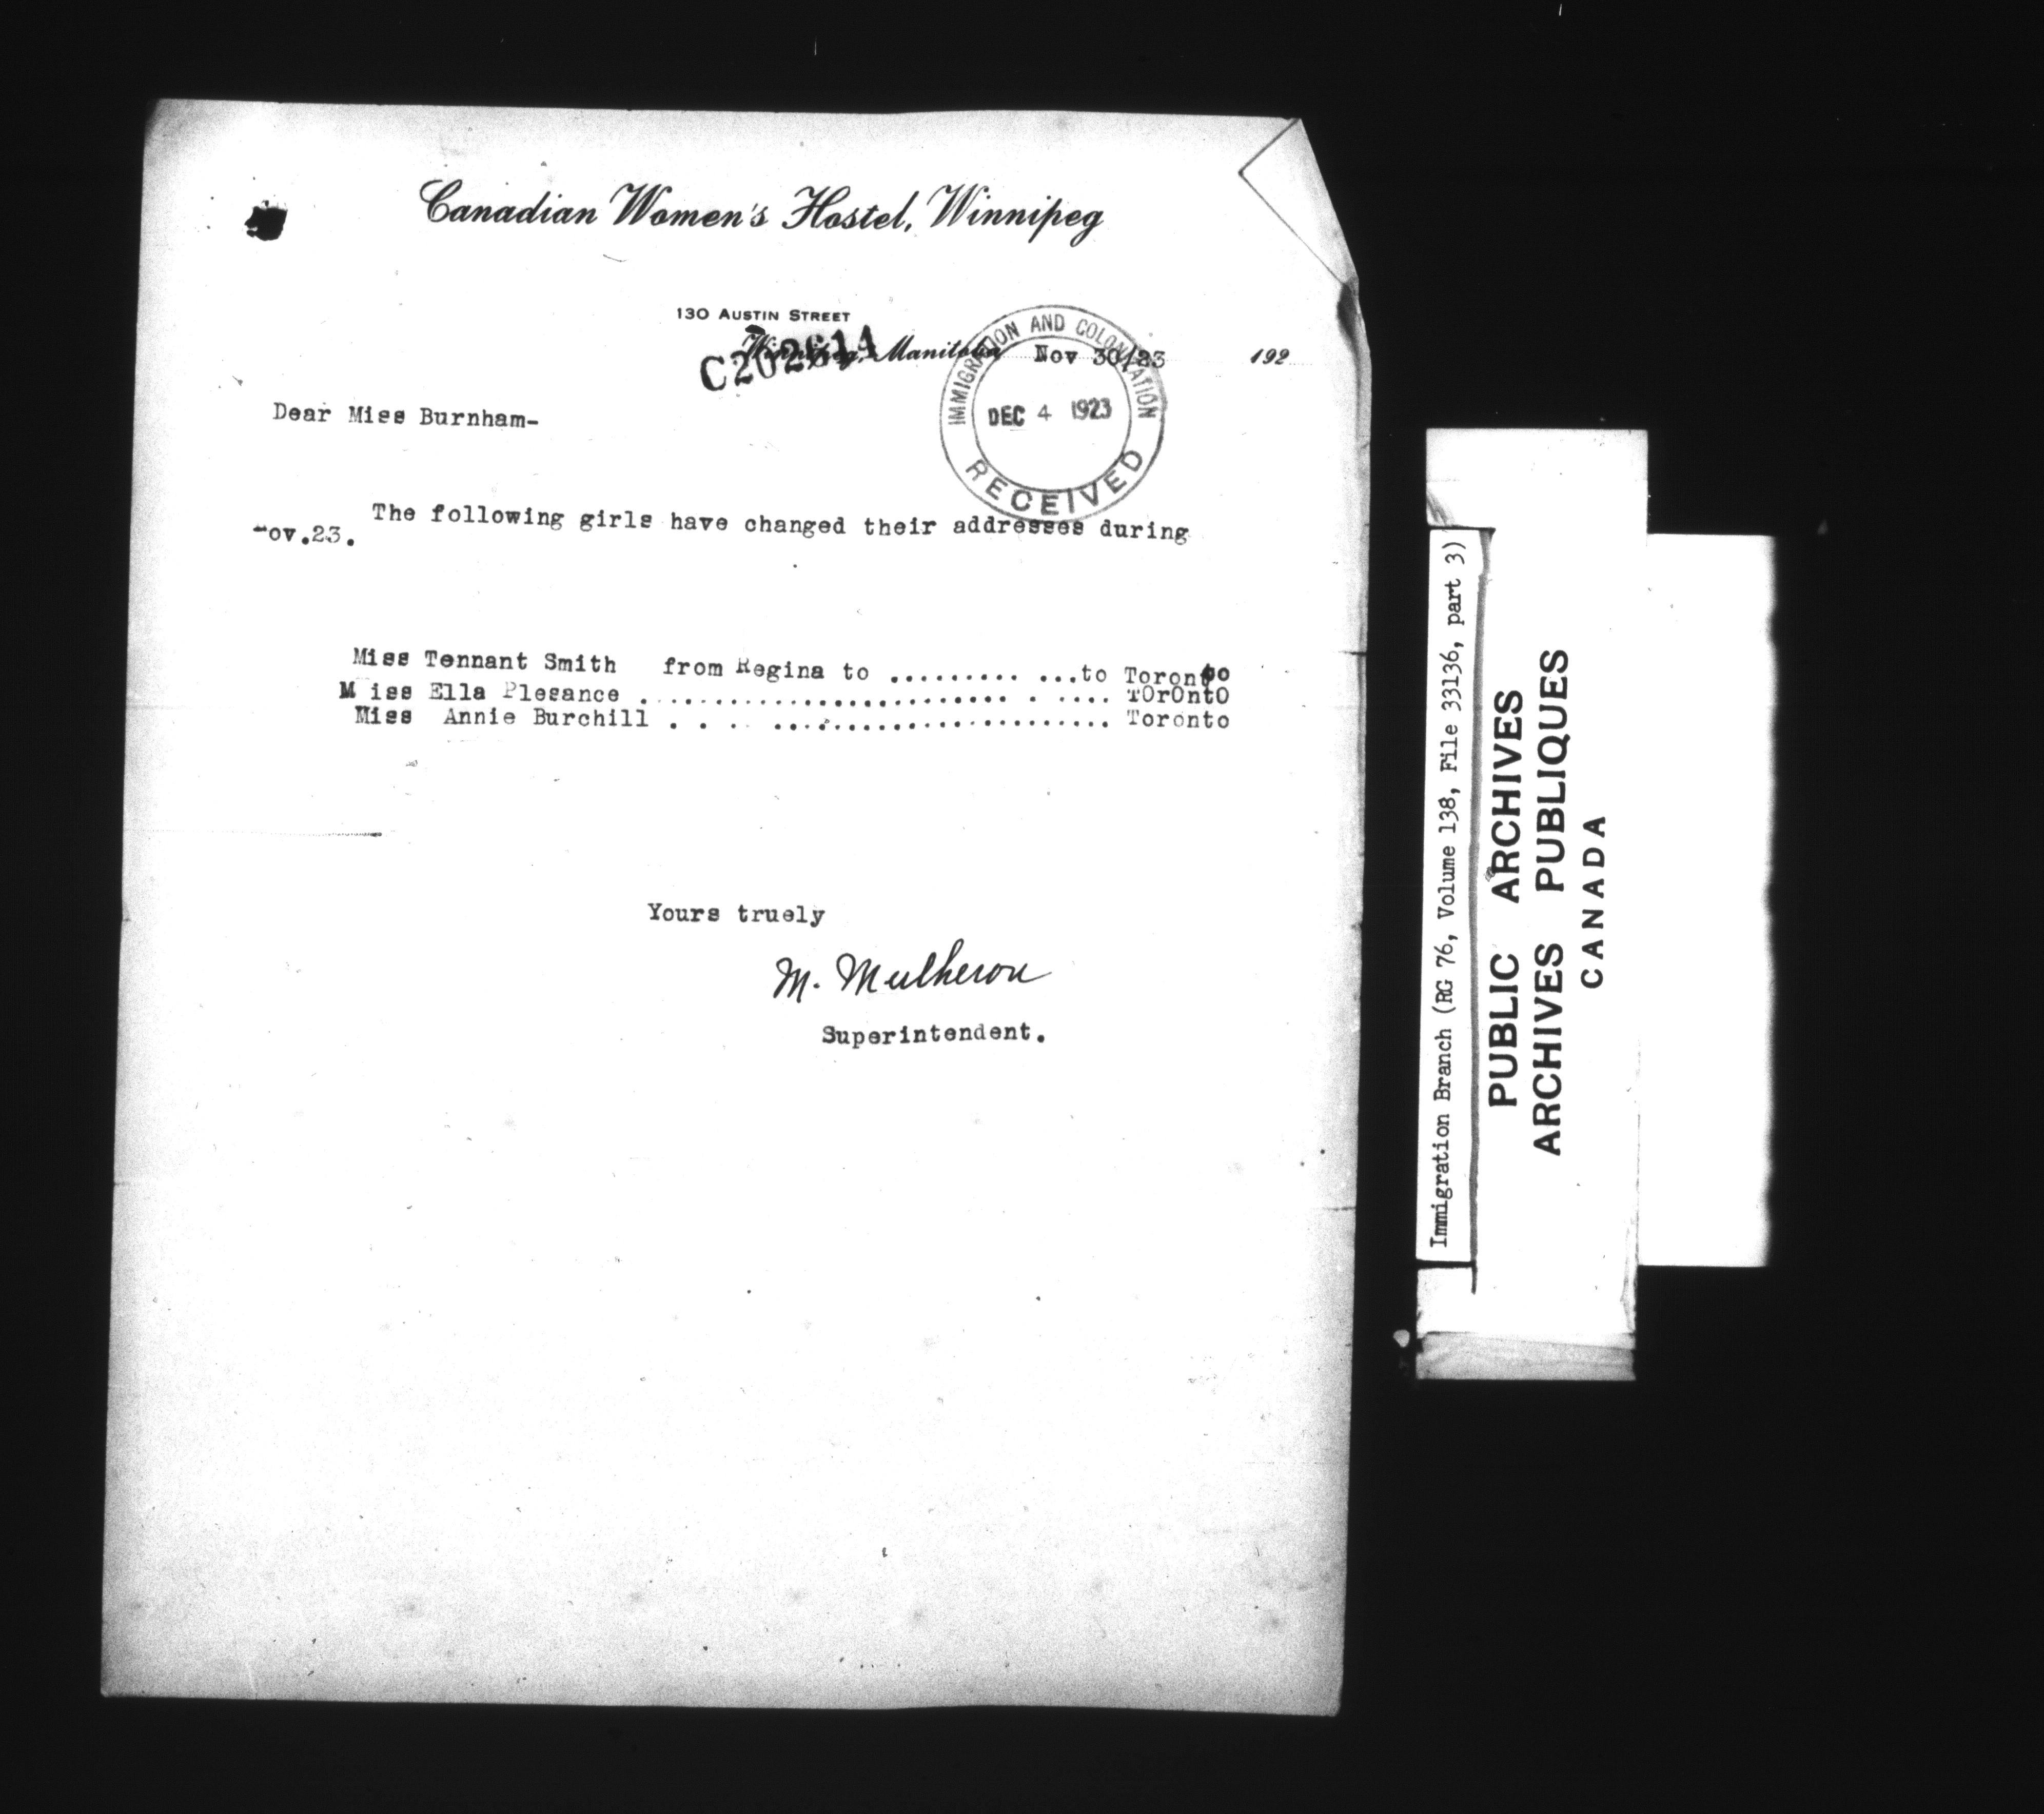 Canadian Women's Hostel, Winnipeg
130 AUSTIN STREET
Winnipeg, Manitoba Nov 30/23 192
C202614
IMMIGRATION AND COLONIZATION
DEC 4 1923
RECEIVED
Dear Miss Burnham-
The following girls have changed their addresses during
Nov.23.
Miss Tennant Smith from Regina to ......... ...to Toronto
M iss Ella Plesance ......................... . .... TOrOntO
Miss Annie Burchill . . . ....................... Toronto
Yours truely
M. Mulheron
Superintendent.
Immigration Branch (RG 76, Volume 138, File 33136, part 3)
PUBLIC ARCHIVES
ARCHIVES PUBLIQUES
CANADA